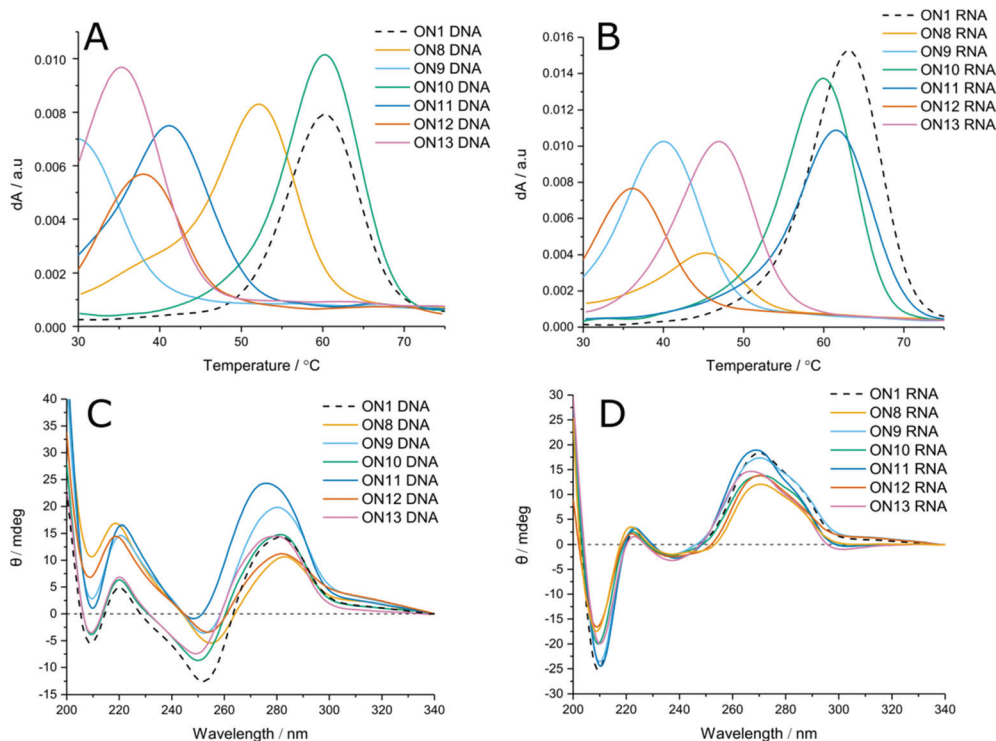 A
ON1 DNA
ON8 DNA
ON9 DNA
ON10 DNA
ON11 DNA
ON12 DNA
ON13 DNA
dA / a.u
0.010
0.008
0.006
0.004
0.002
0.000
30 40 50 60 70
Temperature / °C
B
ON1 RNA
ON8 RNA
ON9 RNA
ON10 RNA
ON11 RNA
ON12 RNA
ON13 RNA
dA / a.u
0.016
0.014
0.012
0.010
0.008
0.006
0.004
0.002
0.000
30 40 50 60 70
Temperature / °C
C
ON1 DNA
ON8 DNA
ON9 DNA
ON10 DNA
ON11 DNA
ON12 DNA
ON13 DNA
θ / mdeg
40
35
30
25
20
15
10
5
0
-5
-10
-15
200 220 240 260 280 300 320 340
Wavelength / nm
D
ON1 RNA
ON8 RNA
ON9 RNA
ON10 RNA
ON11 RNA
ON12 RNA
ON13 RNA
θ / mdeg
30
25
20
15
10
5
0
-5
-10
-15
-20
-25
-30
200 220 240 260 280 300 320 340
Wavelength / nm